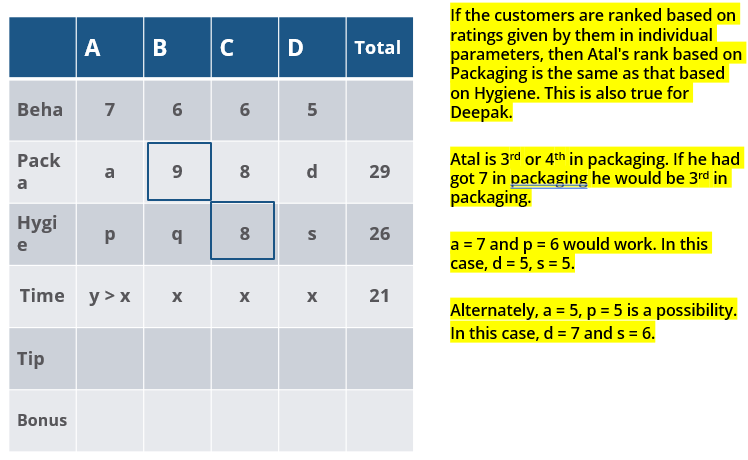 A B C D Total
Beha 7 6 6 5
Pack
a a 9 8 d 29
Hygi
e p q 8 s 26
Time y > x x x x 21
Tip
Bonus
If the customers are ranked based on
ratings given by them in individual
parameters, then Atal's rank based on
Packaging is the same as that based
on Hygiene. This is also true for
Deepak.
Atal is 3rd or 4th in packaging. If he had
got 7 in packaging he would be 3rd in
packaging.
a = 7 and p = 6 would work. In this
case, d = 5, s = 5.
Alternately, a = 5, p = 5 is a possibility.
In this case, d = 7 and s = 6.